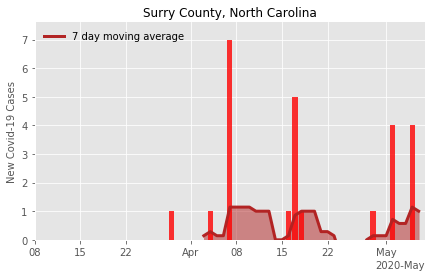 Surry County, North Carolina
7 day moving average
New Covid-19 Cases
7
6
5
4
3
2
1
0
08 15 22 Apr 08 15 22 May
2020-May